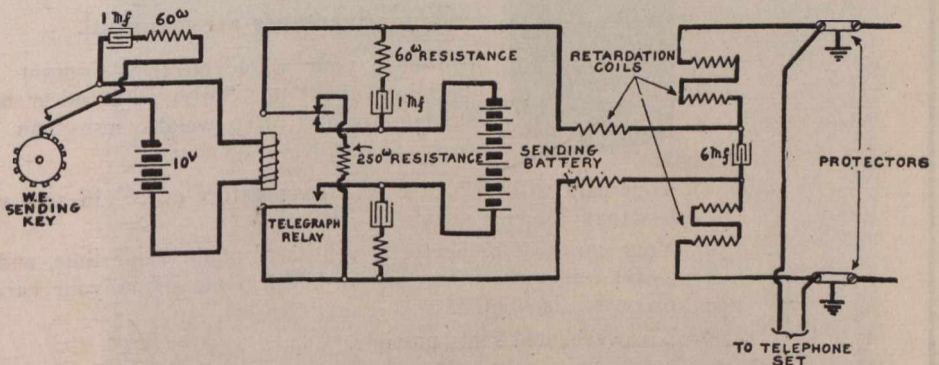 1 Mf
60ω
W.E.
SENDING
KEY
10V
60ω RESISTANCE
1 Mf
250ω RESISTANCE
TELEGRAPH
RELAY
SENDING
BATTERY
RETARDATION
COILS
6 Mf
PROTECTORS
TO TELEPHONE
SET